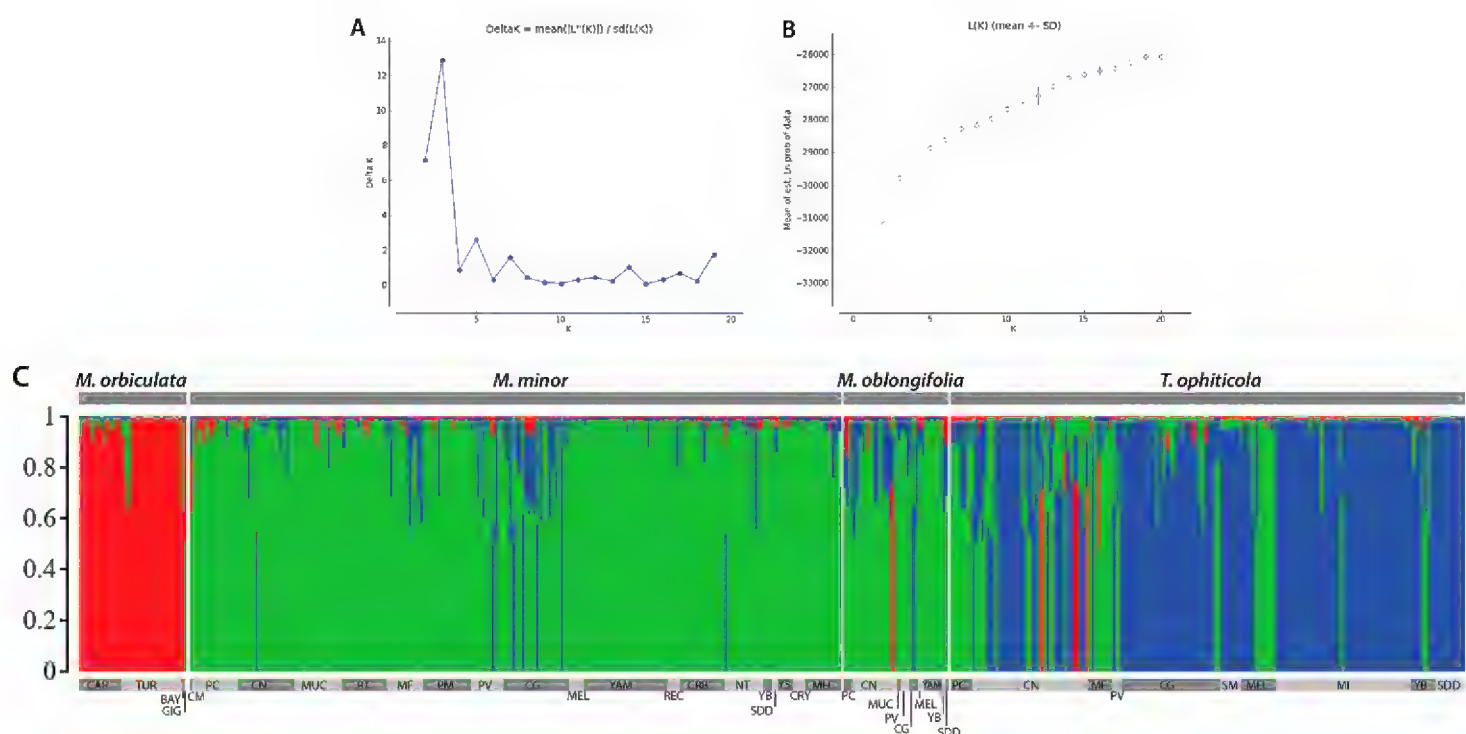 A
DeltaK = mean(|L"(K)|) / sd(L(K))
14
12
10
8
6
4
2
0
Delta K
5
10
15
20
K
B
L(K) (mean +- SD)
−26000
−27000
−28000
−29000
−30000
−31000
−32000
−33000
Mean of est. Ln prob of data
0
5
10
15
20
K
C
M. orbiculata
M. minor
M. oblongifolia
T. ophiticola
1
0.8
0.6
0.4
0.2
0
TUR PC CN MUC MF PM PV CG YAM CRB NT YS MH CN YAM PC CN MF CG SM MEL MI YB SDD
BAY CM MEL REC YB CRY PC MUC MEL PV
GIG SDD PV YB
CG SDD